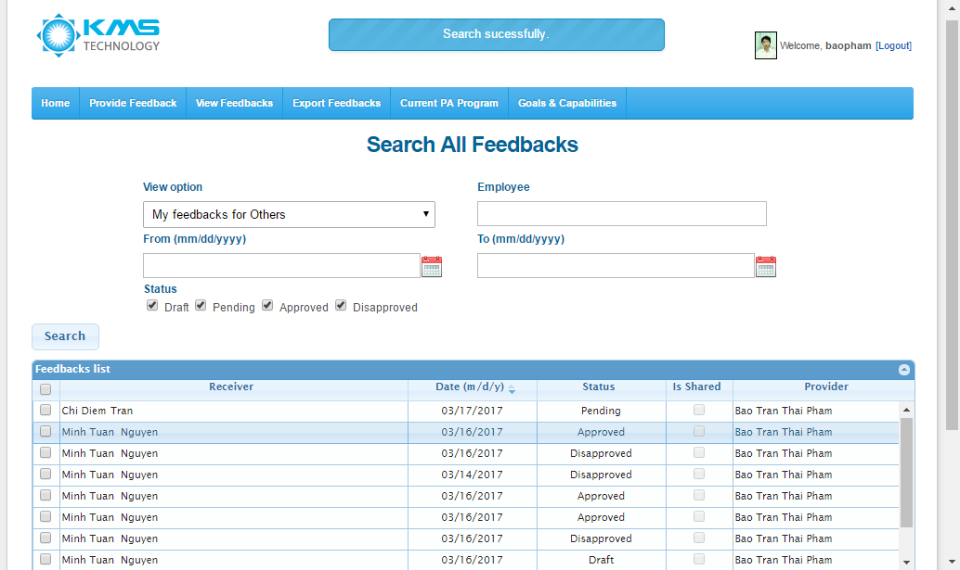 KMS
TECHNOLOGY
Search sucessfully.
Welcome, baopham [Logout]
Home Provide Feedback View Feedbacks Export Feedbacks Current PA Program Goals & Capabilities
Search All Feedbacks
View option Employee
My feedbacks for Others
From (mm/dd/yyyy) To (mm/dd/yyyy)
Status
Draft Pending Approved Disapproved
Search
Feedbacks list
Receiver Date (m/d/y) Status Is Shared Provider
Chi Diem Tran 03/17/2017 Pending Bao Tran Thai Pham
Minh Tuan Nguyen 03/16/2017 Approved Bao Tran Thai Pham
Minh Tuan Nguyen 03/16/2017 Disapproved Bao Tran Thai Pham
Minh Tuan Nguyen 03/14/2017 Disapproved Bao Tran Thai Pham
Minh Tuan Nguyen 03/16/2017 Approved Bao Tran Thai Pham
Minh Tuan Nguyen 03/16/2017 Approved Bao Tran Thai Pham
Minh Tuan Nguyen 03/16/2017 Disapproved Bao Tran Thai Pham
Minh Tuan Nguyen 03/16/2017 Draft Bao Tran Thai Pham